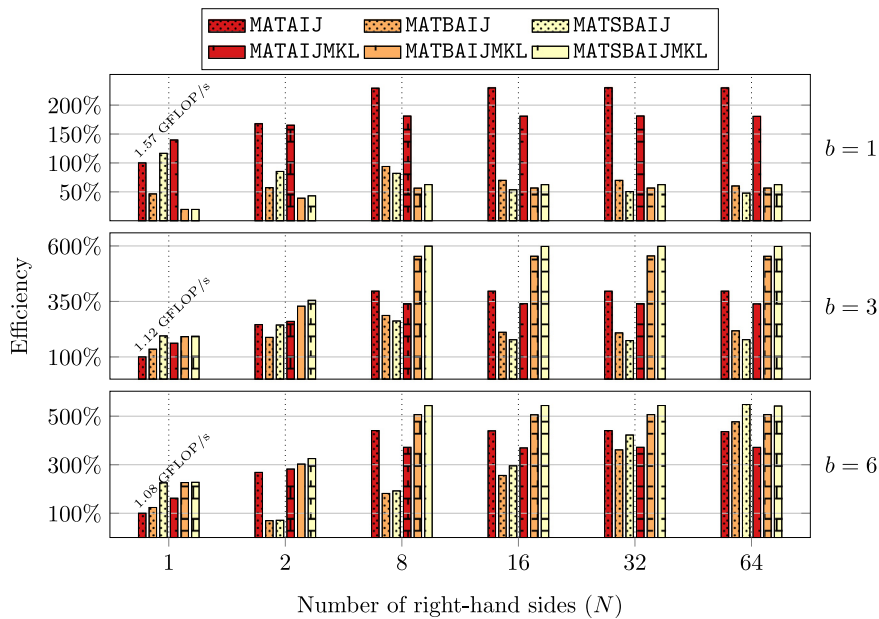 MATAIJ MATBAIJ MATSBAIJ
MATAIJMKL MATBAIJMKL MATSBAIJMKL
200%
150%
100%
50%
1.57 GFLOP/s
b = 1
600%
350%
100%
1.12 GFLOP/s
b = 3
Efficiency
500%
300%
100%
1.08 GFLOP/s
b = 6
1 2 8 16 32 64
Number of right-hand sides (N)